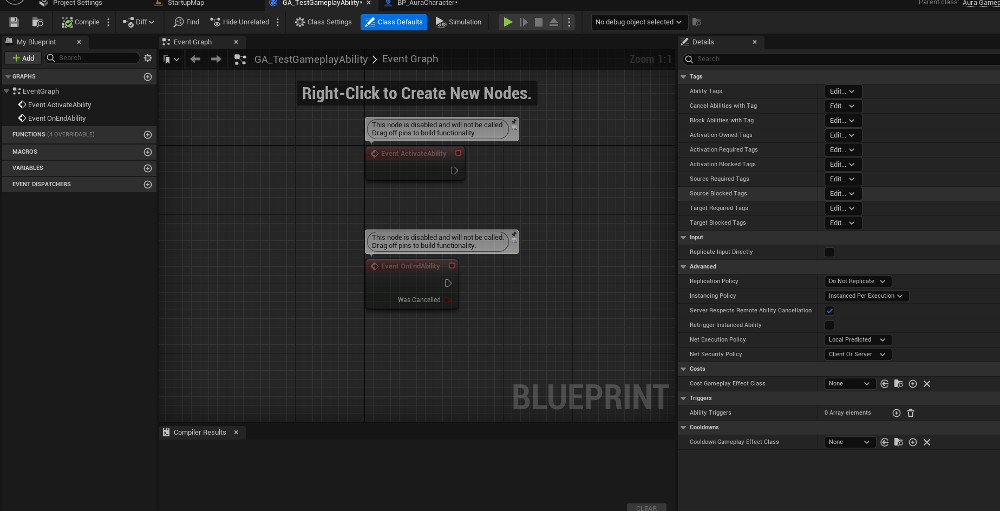 Project Settings
StartupMap
GA_TestGameplayAbility*
BP_AuraCharacter*
Parent class:
Compile
Diff
Find
Hide Unrelated
Class Settings
Class Defaults
Simulation
No debug object selected
My Blueprint
Event Graph
Details
Add
Search
GA_TestGameplayAbility
Event Graph
Zoom 1:1
Search
GRAPHS
EventGraph
Event ActivateAbility
Event OnEndAbility
FUNCTIONS (4 OVERRIDABLE)
MACROS
VARIABLES
EVENT DISPATCHERS
Right-Click to Create New Nodes.
This node is disabled and will not be called.
Drag off pins to build functionality.
Event ActivateAbility
This node is disabled and will not be called.
Drag off pins to build functionality.
Event OnEndAbility
Was Cancelled
BLUEPRINT
Compiler Results
CLEAR
Tags
Ability Tags Edit...
Cancel Abilities with Tag Edit...
Block Abilities with Tag Edit...
Activation Owned Tags Edit...
Activation Required Tags Edit...
Activation Blocked Tags Edit...
Source Required Tags Edit...
Source Blocked Tags Edit...
Target Required Tags Edit...
Target Blocked Tags Edit...
Input
Replicate Input Directly
Advanced
Replication Policy Do Not Replicate
Instancing Policy Instanced Per Execution
Server Respects Remote Ability Cancellation
Retrigger Instanced Ability
Net Execution Policy Local Predicted
Net Security Policy Client Or Server
Costs
Cost Gameplay Effect Class None
Triggers
Ability Triggers 0 Array elements
Cooldowns
Cooldown Gameplay Effect Class None